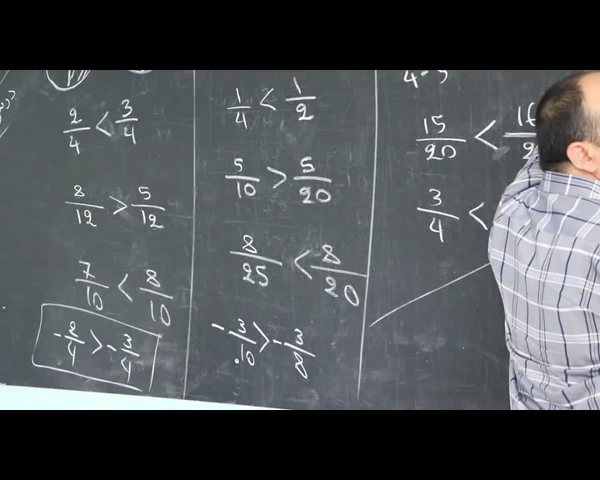 2/4 < 3/4
8/12 > 5/12
7/10 < 8/10
-2/4 > -3/4
1/4 < 1/2
5/10 > 5/20
8/25 < 8/20
-3/10 > -3/8
15/20 <
3/4 <